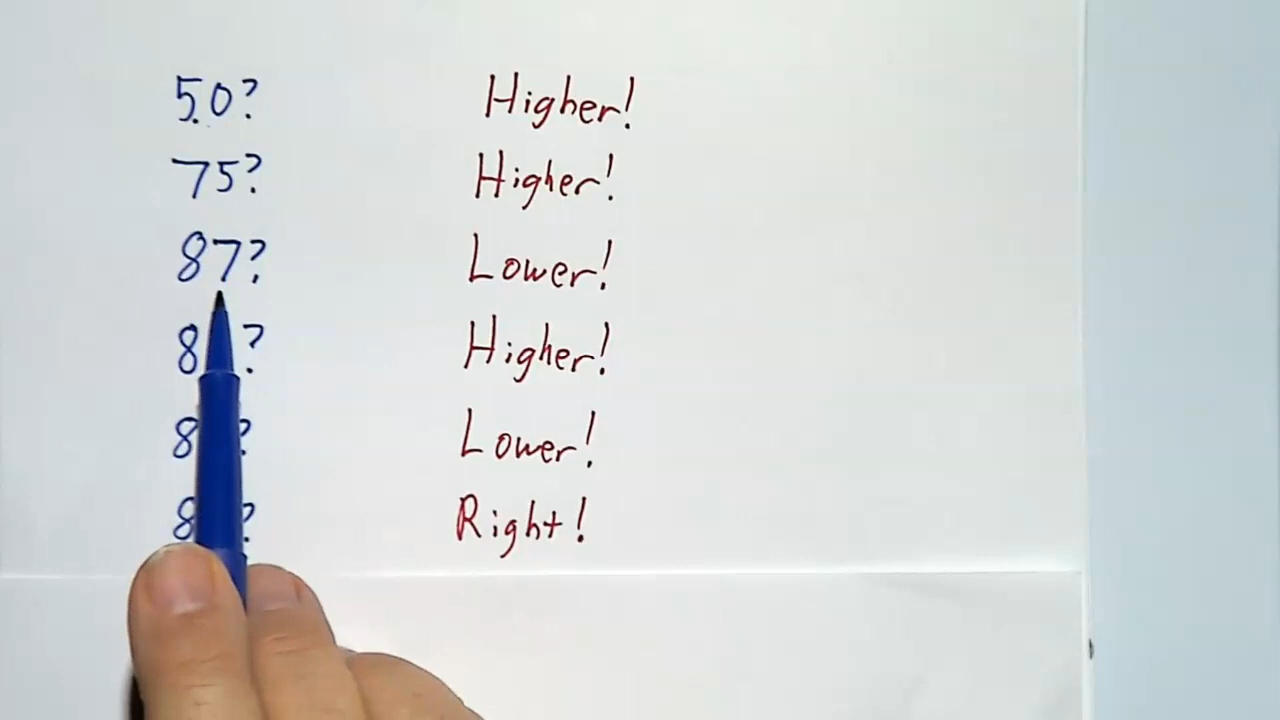 50? Higher!
75? Higher!
87? Lower!
8 ? Higher!
8 ? Lower!
8 ? Right!